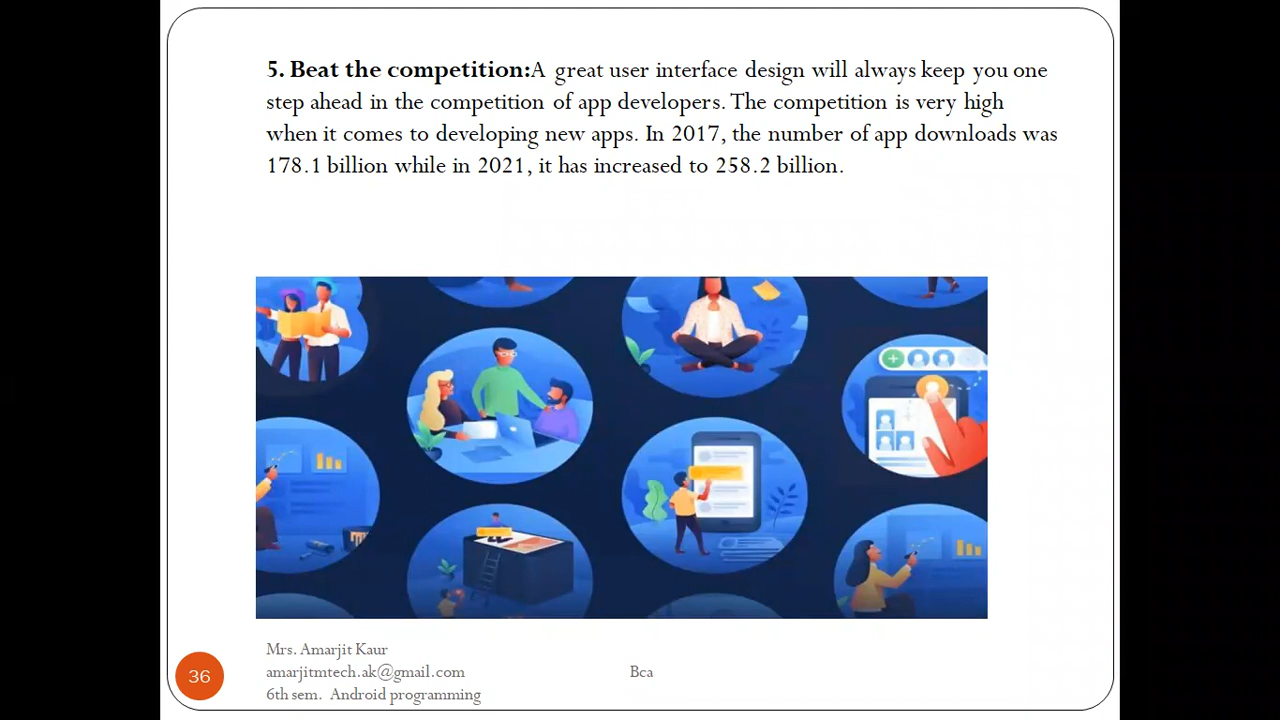 5. Beat the competition:A great user interface design will always keep you one
step ahead in the competition of app developers. The competition is very high
when it comes to developing new apps. In 2017, the number of app downloads was
178.1 billion while in 2021, it has increased to 258.2 billion.
36
Mrs. Amarjit Kaur
amarjitmtech.ak@gmail.com
6th sem. Android programming
Bca